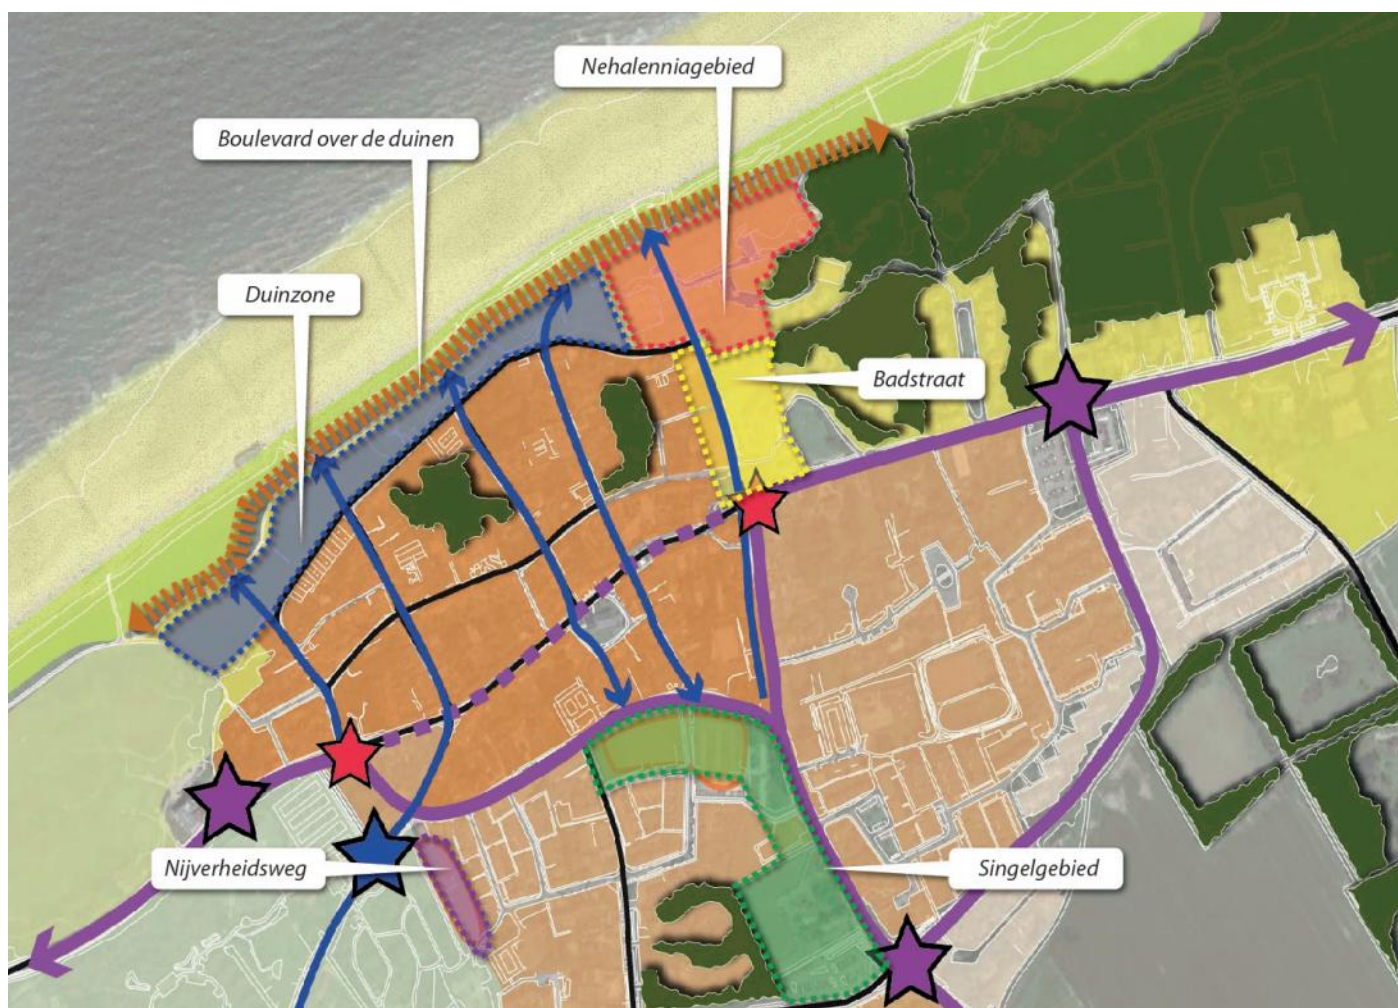 Nehalenniagebied
Boulevard over de duinen
Duinzone
Badstraat
Nijverheidsweg
Singelgebied